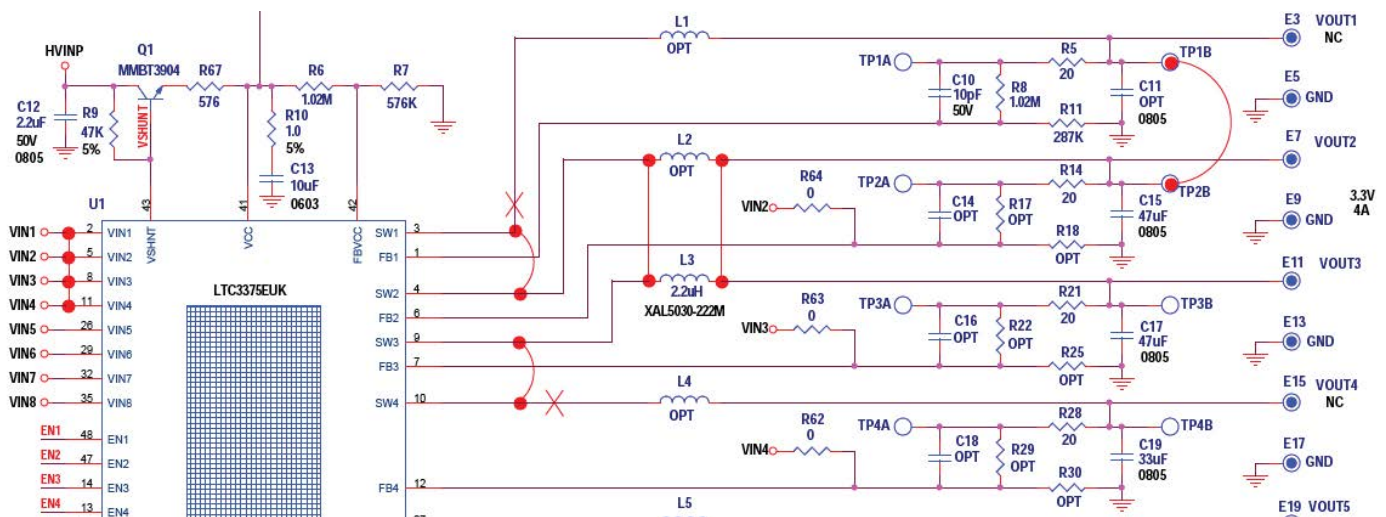 HVINP
Q1
MMBT3904
R67
576
R6
1.02M
R7
576K
C12
2.2uF
50V
0805
R9
47K
5%
VSHUNT
R10
1.0
5%
C13
10uF
0603
L1
OPT
TP1A
C10
10pF
50V
R8
1.02M
R5
20
R11
287K
C11
OPT
0805
TP1B
E3 VOUT1
NC
E5
GND
L2
OPT
TP2A
R64
0
VIN2
C14
OPT
R17
OPT
R14
20
R18
OPT
C15
47uF
0805
TP2B
E7 VOUT2
E9
GND
3.3V
4A
L3
2.2uH
XAL5030-222M
TP3A
R63
0
VIN3
C16
OPT
R22
OPT
R21
20
R25
OPT
C17
47uF
0805
TP3B
E11 VOUT3
E13
GND
L4
OPT
TP4A
R62
0
VIN4
C18
OPT
R29
OPT
R28
20
R30
OPT
C19
33uF
0805
TP4B
E15 VOUT4
NC
E17
GND
L5
E19 VOUT5
U1
LTC3375EUK
43
41
42
VSHNT
VCC
FBVCC
VIN1 2 VIN1
VIN2 5 VIN2
VIN3 8 VIN3
VIN4 11 VIN4
VIN5 26 VIN5
VIN6 29 VIN6
VIN7 32 VIN7
VIN8 35 VIN8
EN1 48 EN1
EN2 47 EN2
EN3 14 EN3
EN4 13 EN4
SW1 3
FB1 1
SW2 4
FB2 6
SW3 9
FB3 7
SW4 10
FB4 12